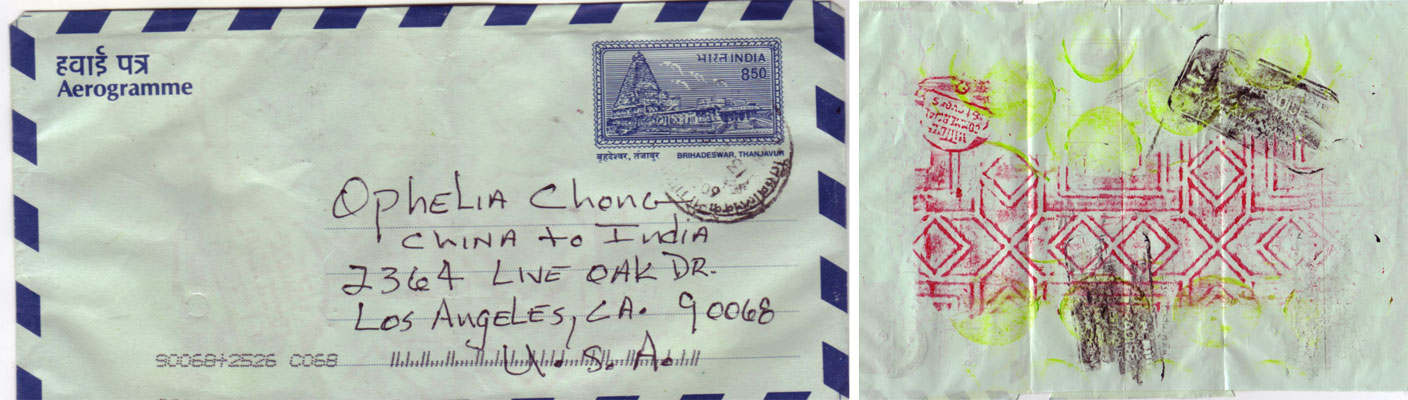 हवाई पत्र
Aerogramme
भारत INDIA
850
बृहदेश्वर, तंजावुर
BRIHADESWAR, THANJAVUR
OPHELIA CHONG
CHINA to INDIA
2364 LIVE OAK DR.
LOS ANGELES, CA. 90068
U.S.A.
90068+2526 C068